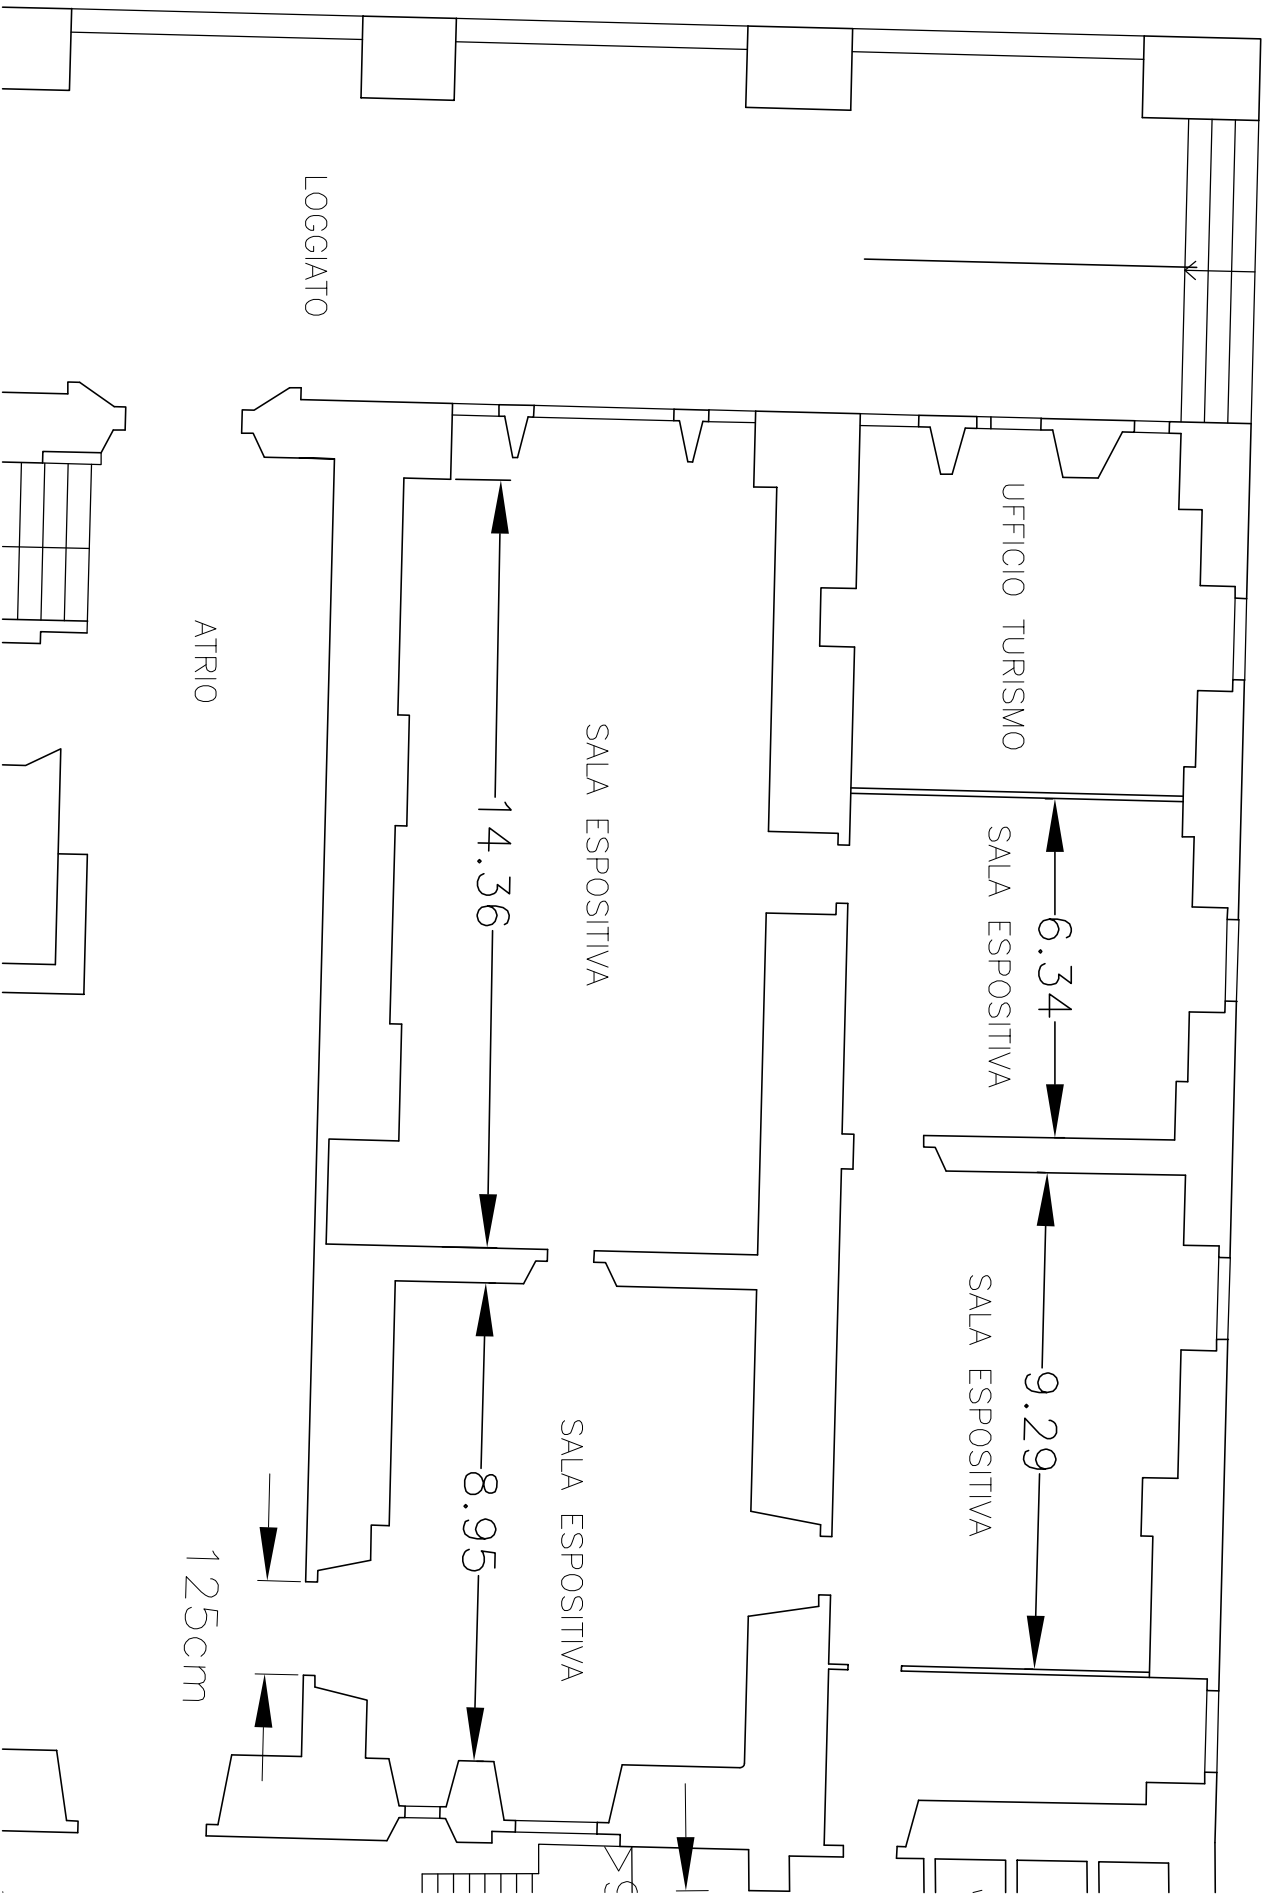 LOGGIATO
UFFICIO TURISMO
ATRIO
SALA ESPOSITIVA
14.36
SALA ESPOSITIVA
6.34
SALA ESPOSITIVA
9.29
SALA ESPOSITIVA
8.95
125cm